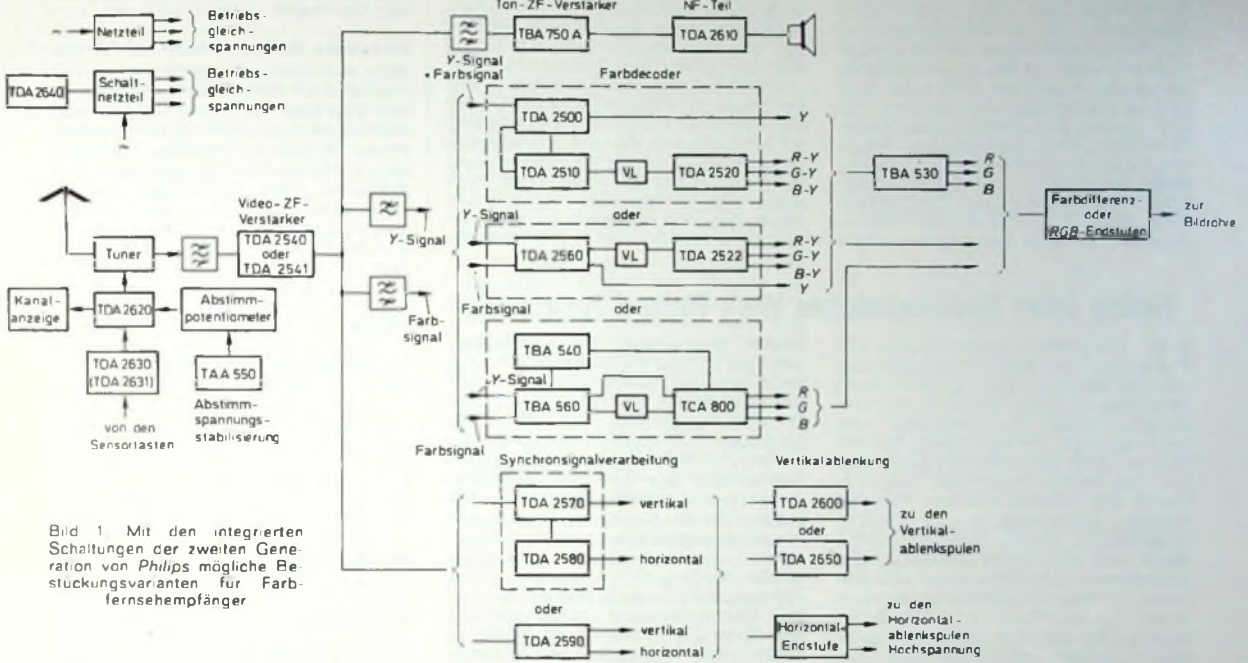 Netzteil
Betriebs-
gleich-
spannungen
TDA 2640
Schalt-
netzteil
Betriebs-
gleich-
spannungen
Ton-ZF-Verstärker
TBA 750 A
NF-Teil
TDA 2610
Y-Signal
+Farbsignal
Farbdecoder
TDA 2500
Y
TDA 2510
VL
TDA 2520
R-Y
G-Y
B-Y
TBA 530
R
G
B
Farbdifferenz-
oder
RGB-Endstufen
zur
Bildröhre
Y-Signal
oder
Y-Signal
TDA 2560
VL
TDA 2522
R-Y
G-Y
B-Y
Y
Farbsignal
oder
Farb-
signal
TBA 540
Y-Signal
TBA 560
VL
TCA 800
R
G
B
Farbsignal
Video-ZF-
Verstärker
Tuner
TDA 2540
oder
TDA 2541
Kanal-
anzeige
TDA 2620
Abstimm-
potentiometer
TDA 2630
(TDA 2631)
TAA 550
von den
Sensortasten
Abstimm-
spannungs-
stabilisierung
Synchronsignalverarbeitung
TDA 2570
vertikal
TDA 2580
horizontal
oder
TDA 2590
vertikal
horizontal
Vertikalablenkung
TDA 2600
oder
TDA 2650
zu den
Vertikal-
ablenkspulen
Horizontal-
Endstufe
zu den
Horizontal-
ablenkspulen
Hochspannung
Bild 1. Mit den integrierten
Schaltungen der zweiten Gene-
ration von Philips mögliche Be-
stückungsvarianten für Farb-
fernsehempfänger